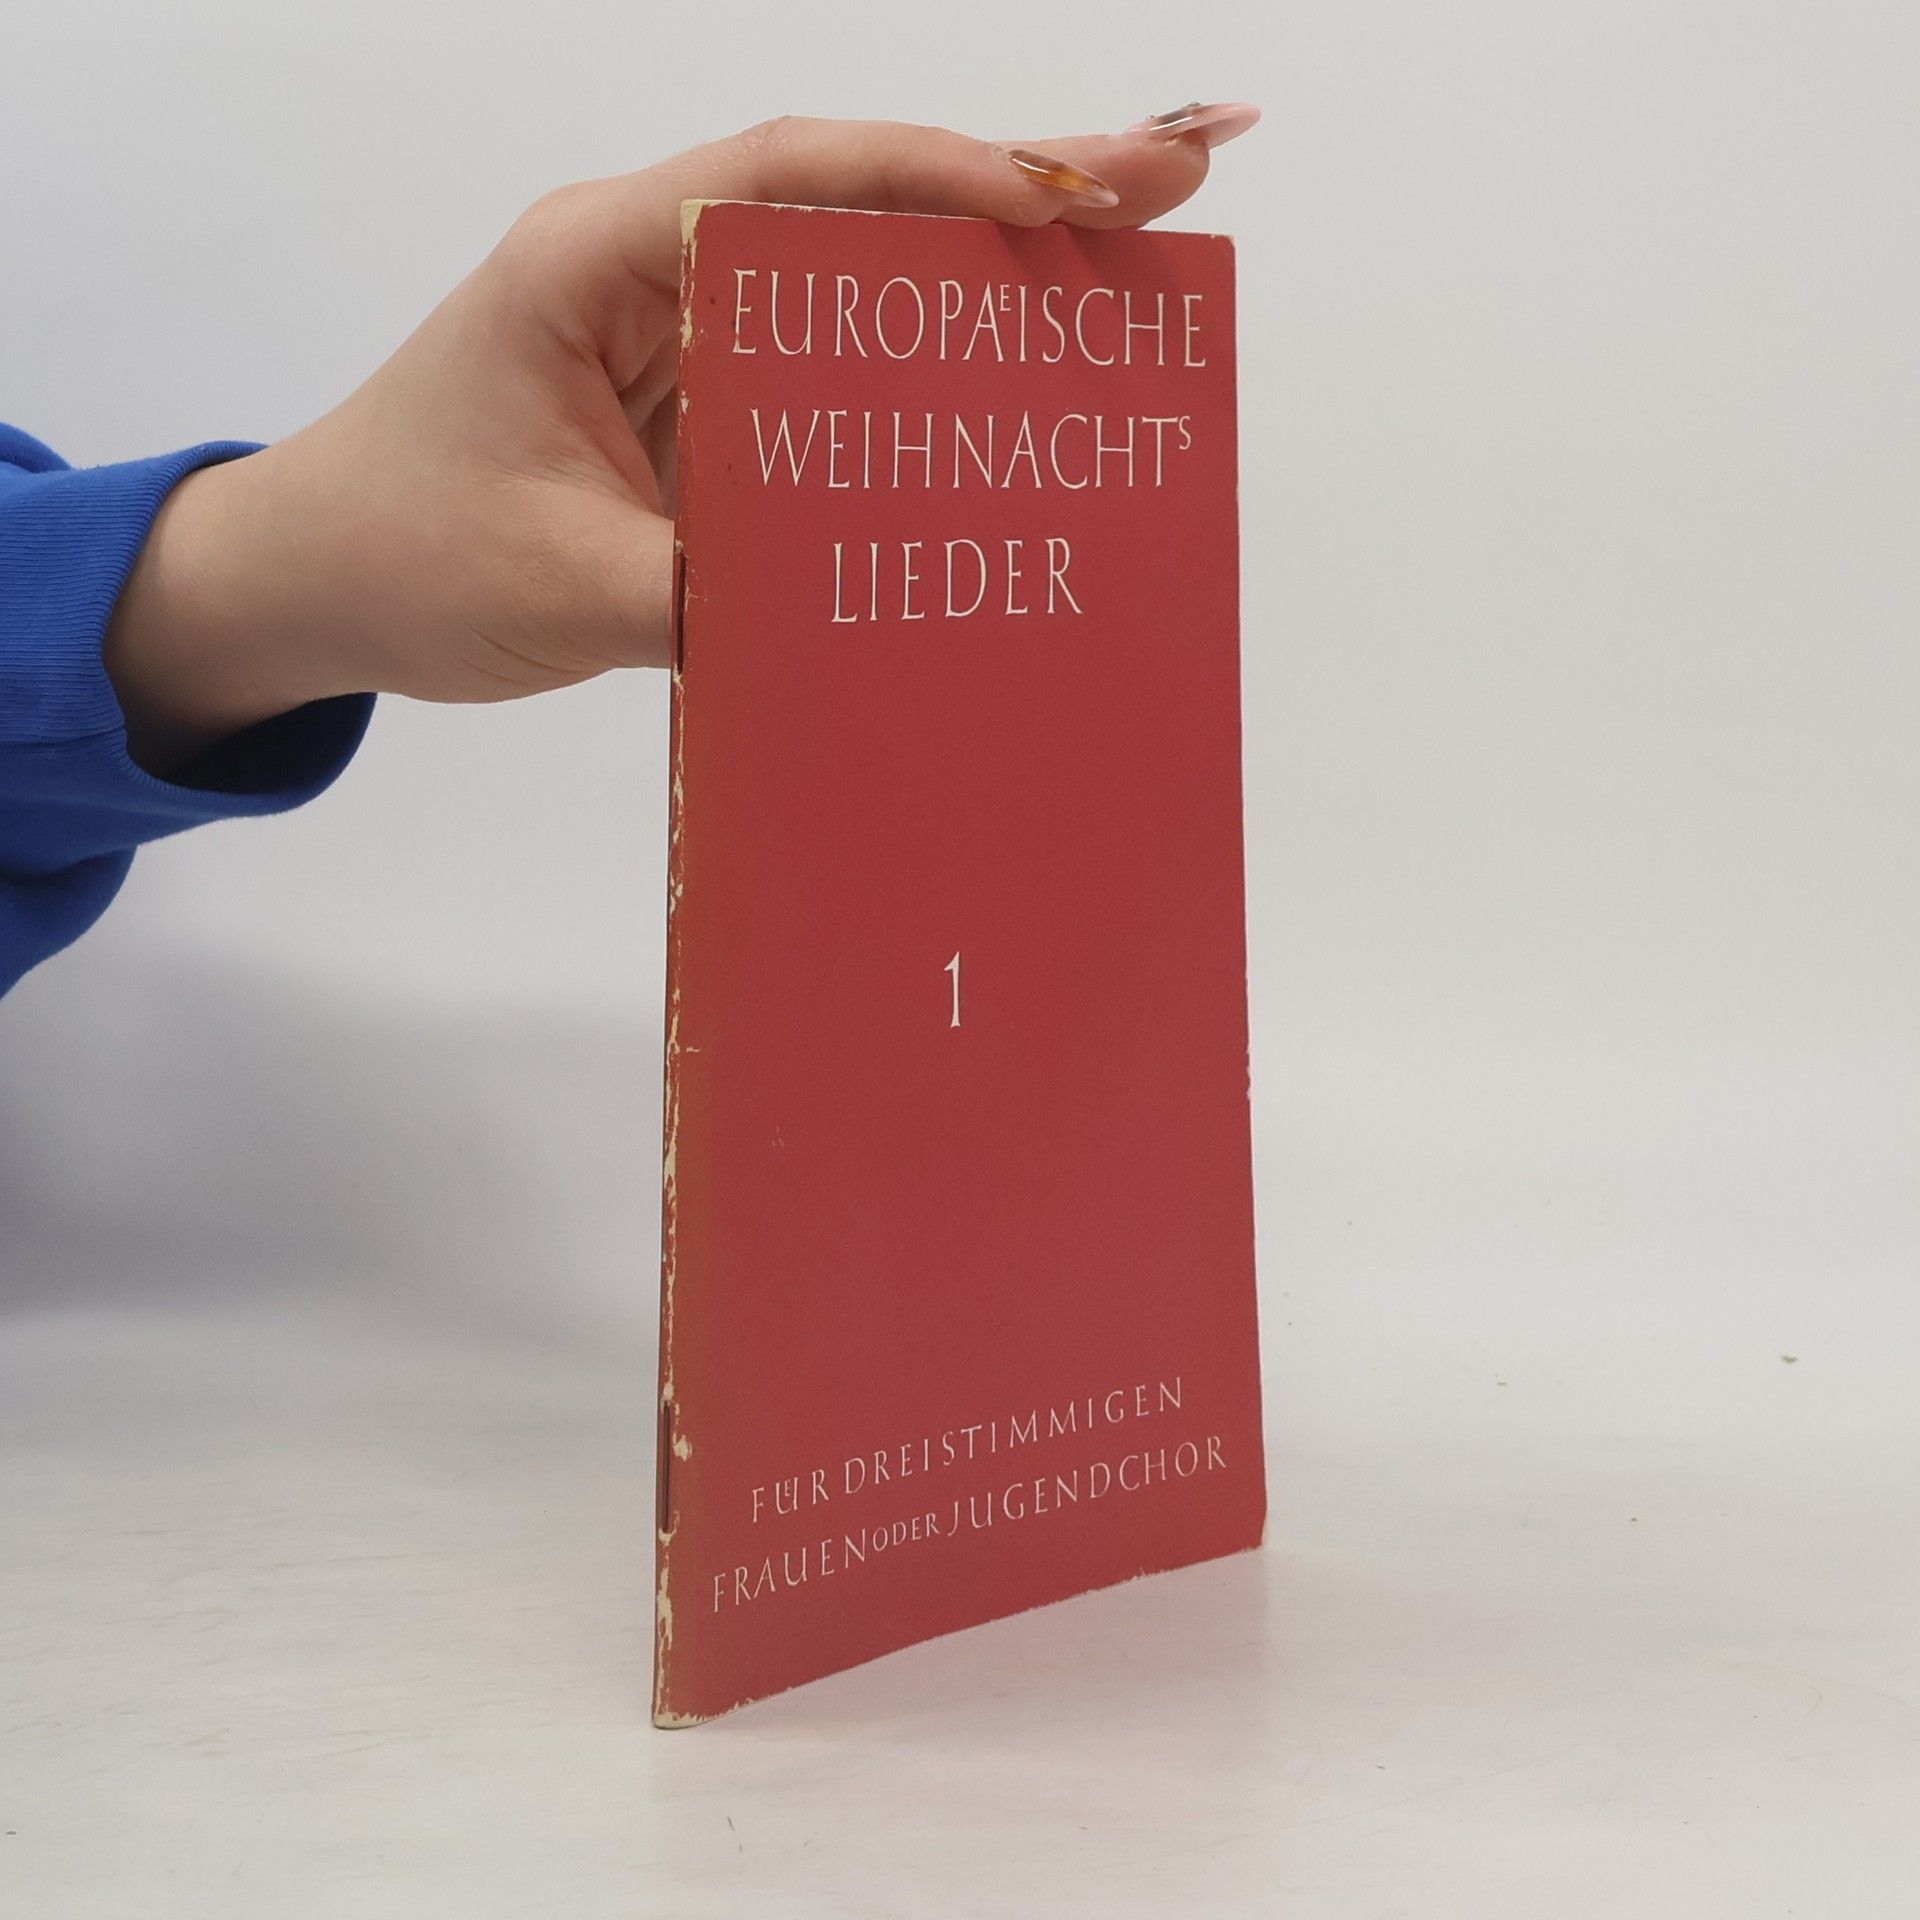 EUROPAEISCHE
WEIHNACHTS
LIEDER
1
FUER DREISTIMMIGEN
FRAUEN ODER JUGENDCHOR